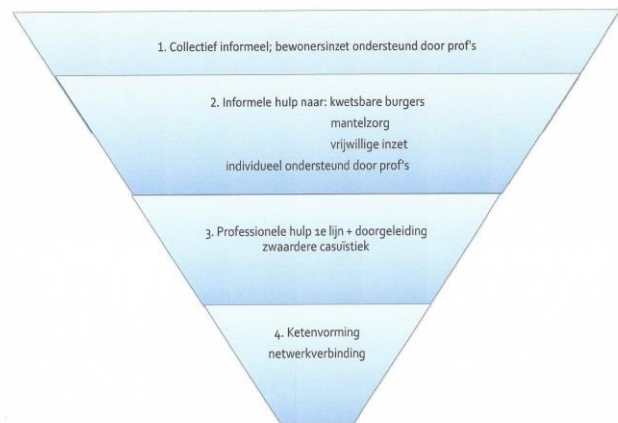 1. Collectief informeel; bewonersinzet ondersteund door prof's
2. Informele hulp naar: kwetsbare burgers
mantelzorg
vrijwillige inzet
individueel ondersteund door prof's
3. Professionele hulp 1e lijn + doorgeleiding
zwaardere casuïstiek
4. Ketenvorming
netwerkverbinding